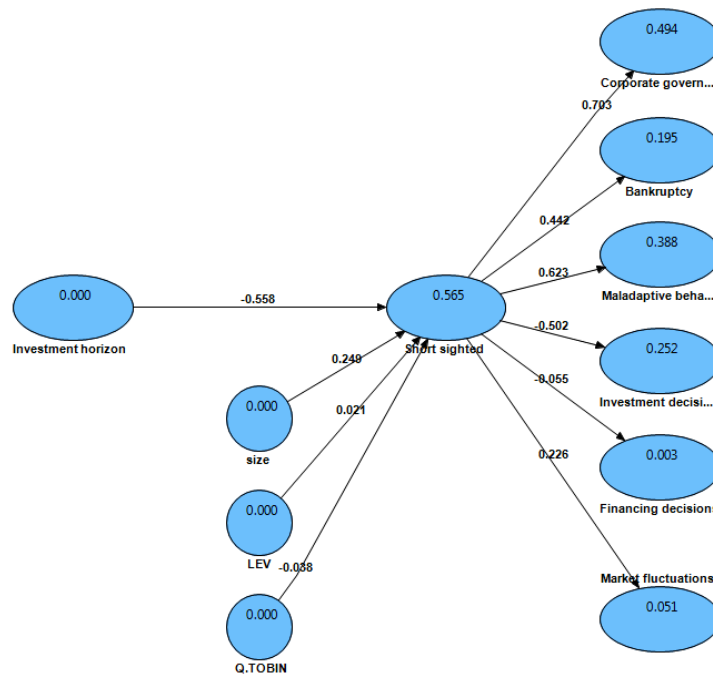 0.494
Corporate govern...
0.703
0.195
Bankruptcy
0.442
0.388
Maladaptive beha...
0.623
0.000
Investment horizon
-0.558
0.565
Short sighted
-0.502
0.252
Investment decisi...
0.249
0.000
size
0.021
-0.055
0.003
Financing decisions
0.226
0.000
LEV
-0.038
Market fluctuations
0.051
0.000
Q.TOBIN